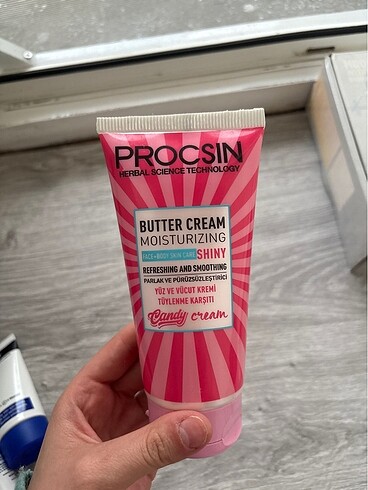 PROCSIN
HERBAL SCIENCE TECHNOLOGY
BUTTER CREAM
MOISTURIZING
FACE+BODY SKIN CARE SHINY
REFRESHING AND SMOOTHING
PARLAK VE PÜRÜZSÜZLEŞTİRİCİ
YÜZ VE VÜCUT KREMİ
TÜYLENME KARŞITI
Candy cream